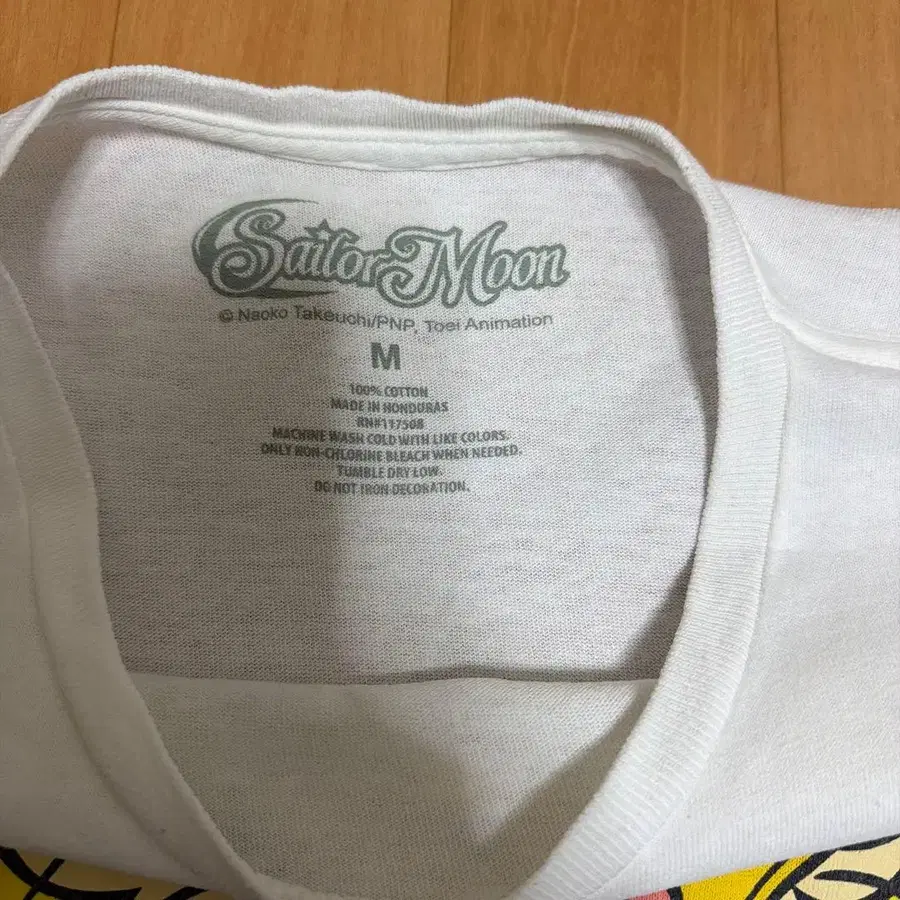 Sailor Moon
© Naoko Takeuchi/PNP, Toei Animation
M
100% COTTON
MADE IN HONDURAS
RN#117508
MACHINE WASH COLD WITH LIKE COLORS.
ONLY NON-CHLORINE BLEACH WHEN NEEDED.
TUMBLE DRY LOW.
DO NOT IRON DECORATION.